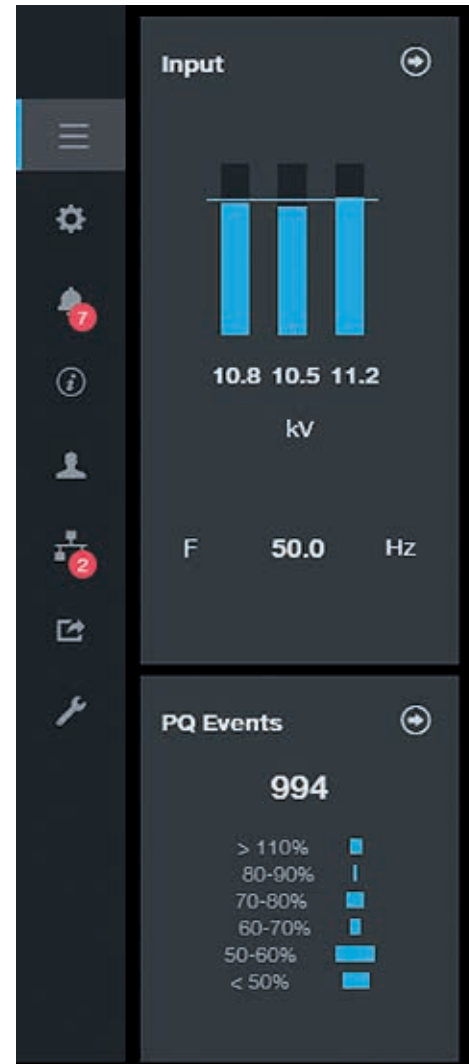 Input
10.8 10.5 11.2
kV
F 50.0 Hz
7
i
2
PQ Events
994
> 110%
80-90%
70-80%
60-70%
50-60%
< 50%